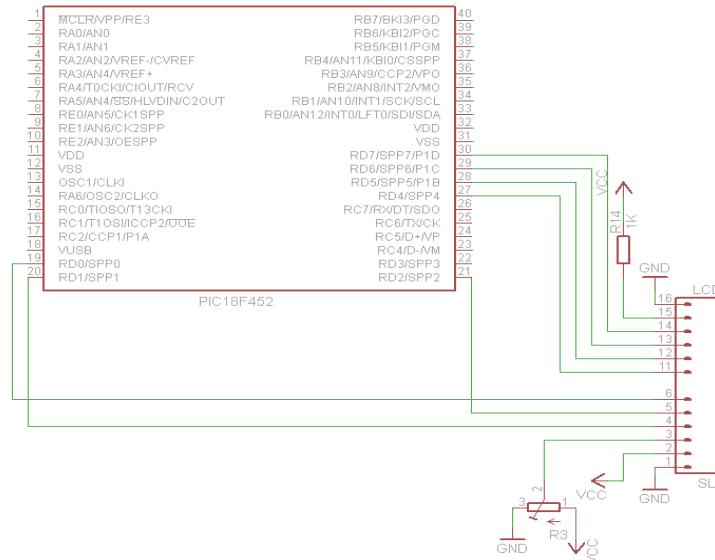 1 MCLR/VPP/RE3 RB7/BKI3/PGD 40
2 RA0/AN0 RB6/KBI2/PGC 39
3 RA1/AN1 RB5/KBI1/PGM 38
4 RA2/AN2/VREF-/CVREF RB4/AN11/KBI0/CSSPP 37
5 RA3/AN4/VREF+ RB3/AN9/CCP2/VPO 36
6 RA4/T0CKI/CIOUT/RCV RB2/AN8/INT2/VMO 35
7 RA5/AN4/SS/HLVDIN/C2OUT RB1/AN10/INT1/SCK/SCL 34
8 RE0/AN5/CK1SPP RB0/AN12/INT0/LFT0/SDI/SDA 33
9 RE1/AN6/CK2SPP VDD 32
10 RE2/AN3/OESPP VSS 31
11 VDD RD7/SPP7/P1D 30
12 VSS RD6/SPP6/P1C 29
13 OSC1/CLKI RD5/SPP5/P1B 28
14 RA6/OSC2/CLKO RD4/SPP4 27
15 RC0/TIOSO/T13CKI RC7/RX/DT/SDO 26
16 RC1/T1OSI/ICCP2/UOE RC6/TX/CK 25
17 RC2/CCP1/P1A RC5/D+/VP 24
18 VUSB RC4/D-/VM 23
19 RD0/SPP0 RD3/SPP3 22
20 RD1/SPP1 RD2/SPP2 21
PIC18F452
VCC
R14
1K
GND
LCD
16
15
14
13
12
11
6
5
4
3
2
1
SL
VCC
GND
3 2 1
R3
GND
VCC